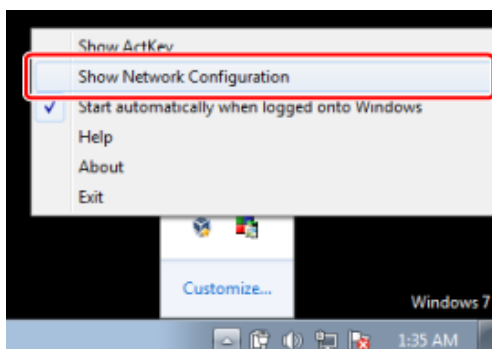 Show ActKey
Show Network Configuration
Start automatically when logged onto Windows
Help
About
Exit
Customize...
Windows 7
1:35 AM